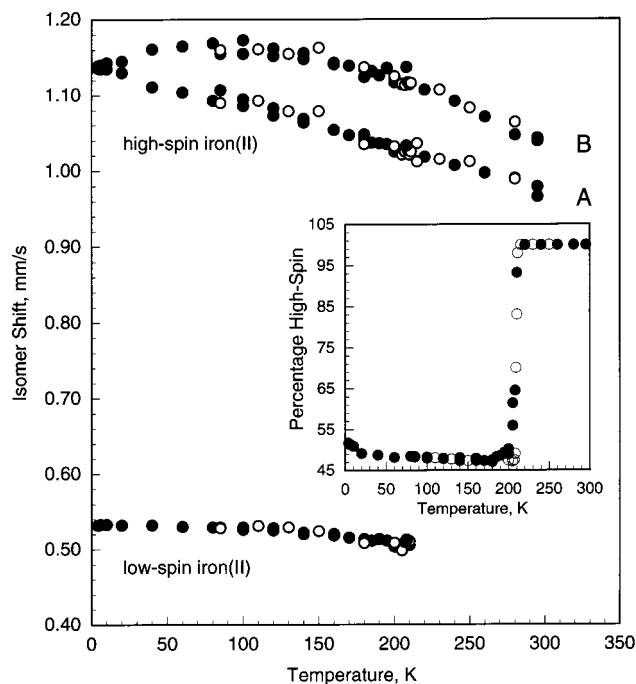 1.20
1.10
1.00
0.90
0.80
0.70
0.60
0.50
0.40
Isomer Shift, mm/s
high-spin iron(II)
B
A
105
95
85
75
65
55
45
Percentage High-Spin
0 50 100 150 200 250 300
Temperature, K
low-spin iron(II)
0 50 100 150 200 250 300 350
Temperature, K